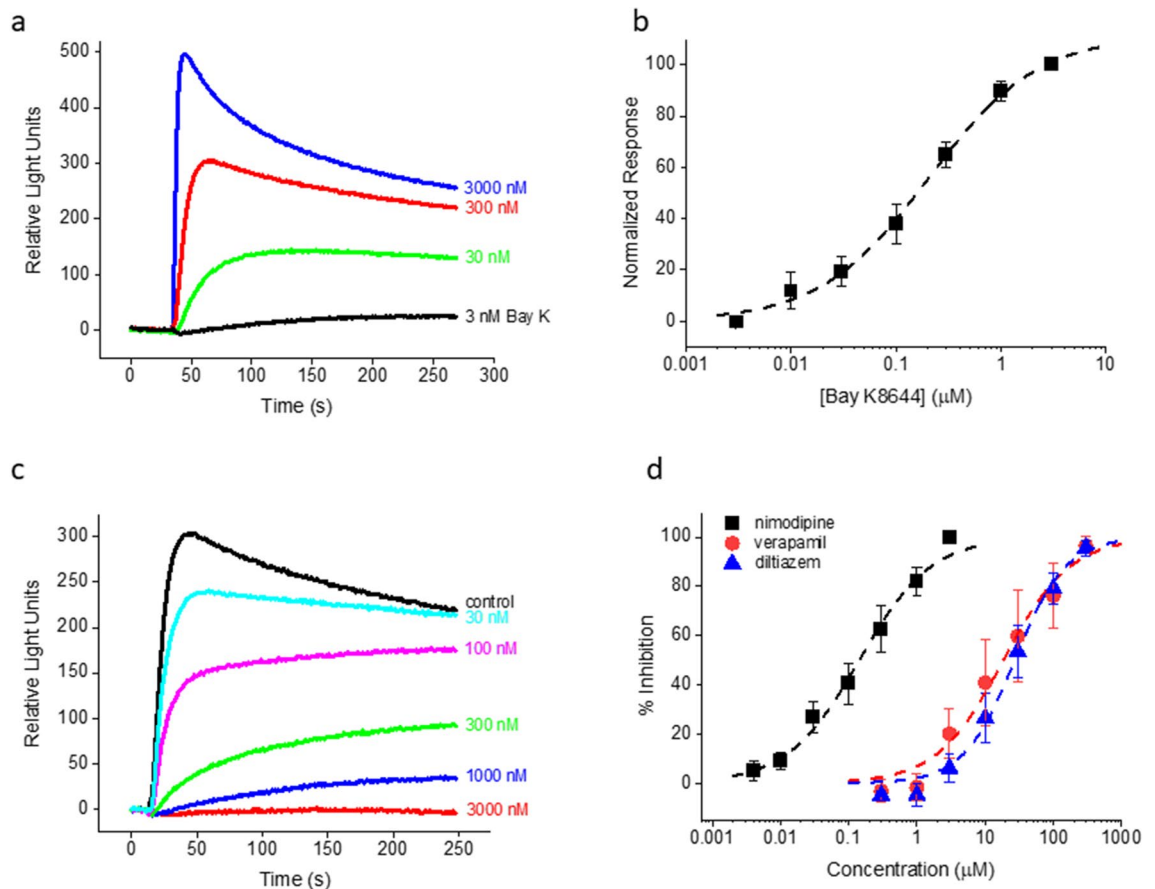 a
500
400
300
200
100
0
Relative Light Units
3000 nM
300 nM
30 nM
3 nM Bay K
0 50 100 150 200 250 300
Time (s)
b
100
80
60
40
20
0
Normalized Response
0.001 0.01 0.1 1 10
[Bay K8644] (μM)
c
300
250
200
150
100
50
0
Relative Light Units
control
30 nM
100 nM
300 nM
1000 nM
3000 nM
0 50 100 150 200 250
Time (s)
d
nimodipine
verapamil
diltiazem
100
80
60
40
20
0
% Inhibition
0.001 0.01 0.1 1 10 100 1000
Concentration (μM)